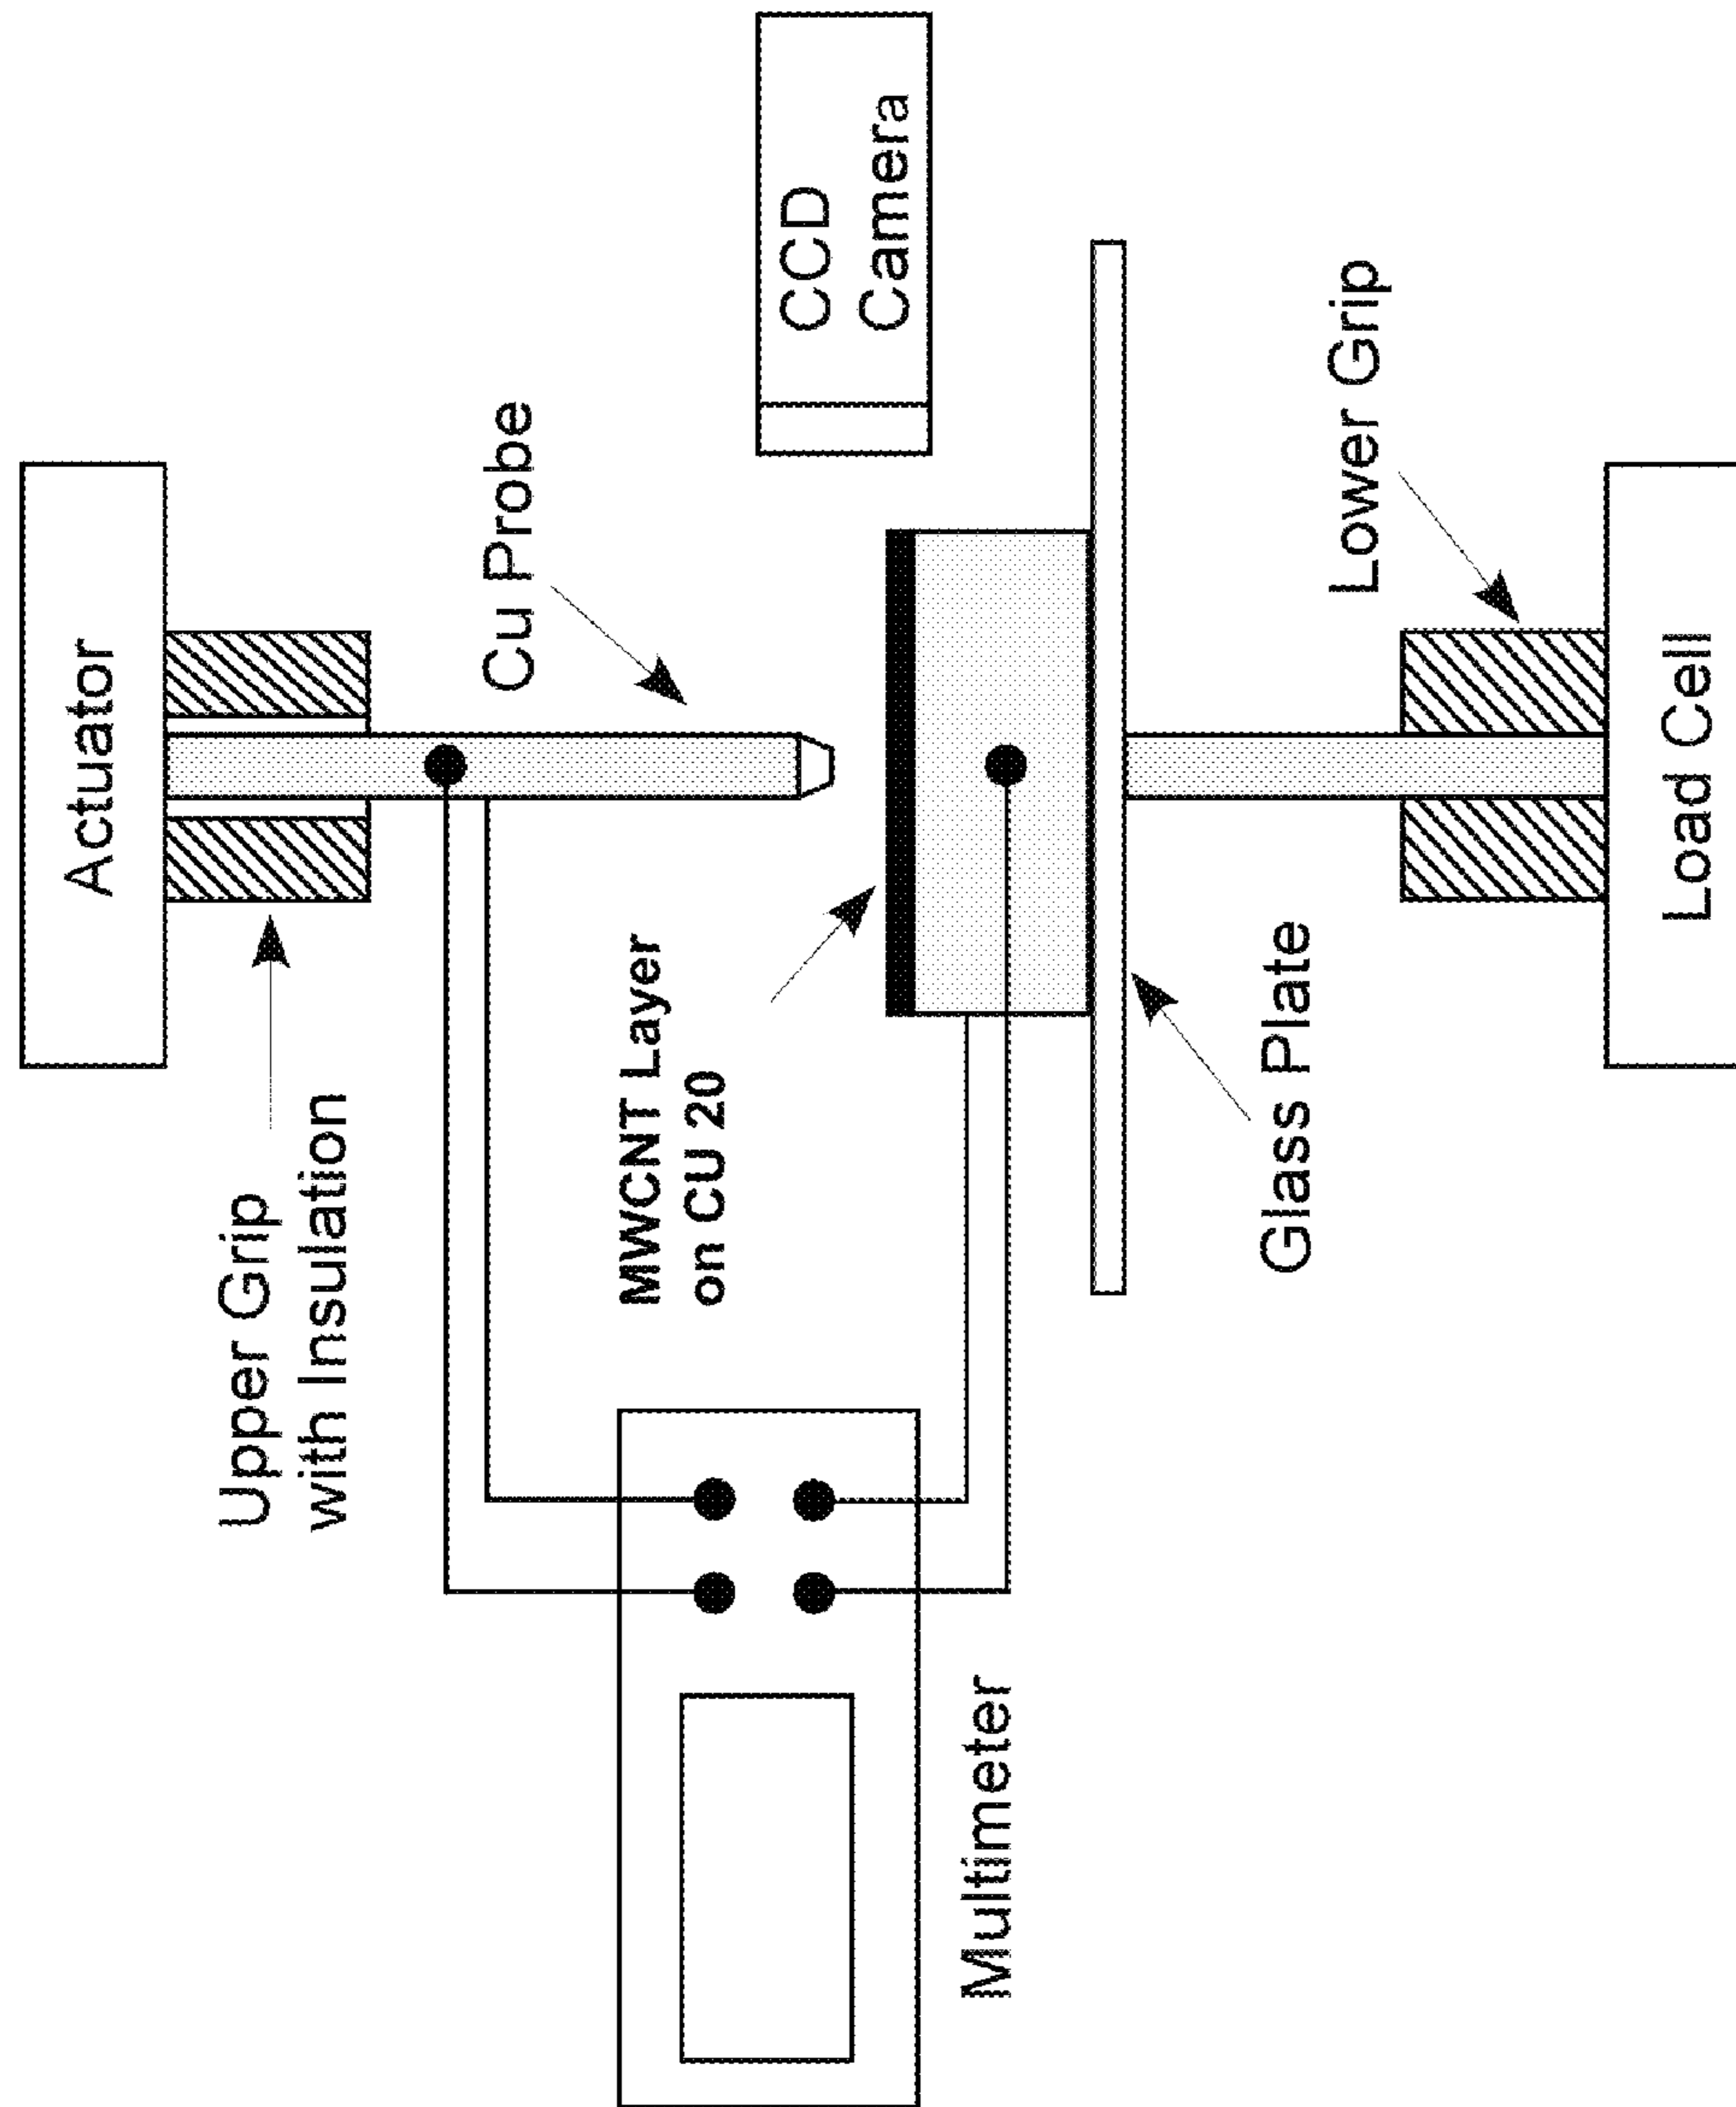 Actuator
Upper Grip
with Insulation
Cu Probe
MWCNT Layer
on CU 20
CCD
Camera
Multimeter
Glass Plate
Lower Grip
Load Cell